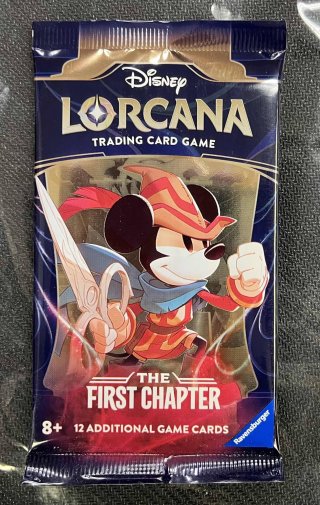 Disney
LORCANA
TRADING CARD GAME
THE
FIRST CHAPTER
8+
12 ADDITIONAL GAME CARDS
Ravensburger